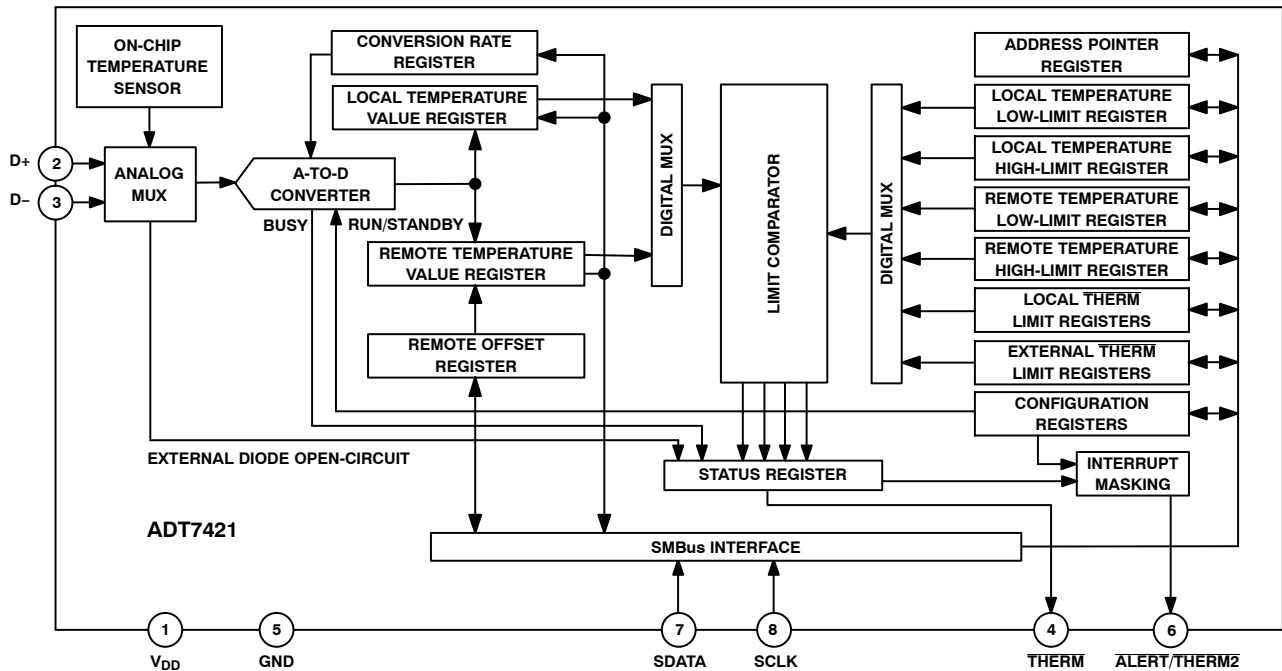 ON-CHIP
TEMPERATURE
SENSOR
CONVERSION RATE
REGISTER
ADDRESS POINTER
REGISTER
LOCAL TEMPERATURE
VALUE REGISTER
LOCAL TEMPERATURE
LOW-LIMIT REGISTER
D+
2
D−
3
ANALOG
MUX
A-TO-D
CONVERTER
BUSY
RUN/STANDBY
DIGITAL MUX
LIMIT COMPARATOR
DIGITAL MUX
LOCAL TEMPERATURE
HIGH-LIMIT REGISTER
REMOTE TEMPERATURE
LOW-LIMIT REGISTER
REMOTE TEMPERATURE
VALUE REGISTER
REMOTE TEMPERATURE
HIGH-LIMIT REGISTER
LOCAL THERM
LIMIT REGISTERS
REMOTE OFFSET
REGISTER
EXTERNAL THERM
LIMIT REGISTERS
CONFIGURATION
REGISTERS
EXTERNAL DIODE OPEN-CIRCUIT
STATUS REGISTER
INTERRUPT
MASKING
ADT7421
SMBus INTERFACE
1
5
7
8
4
6
VDD
GND
SDATA
SCLK
THERM
ALERT/THERM2